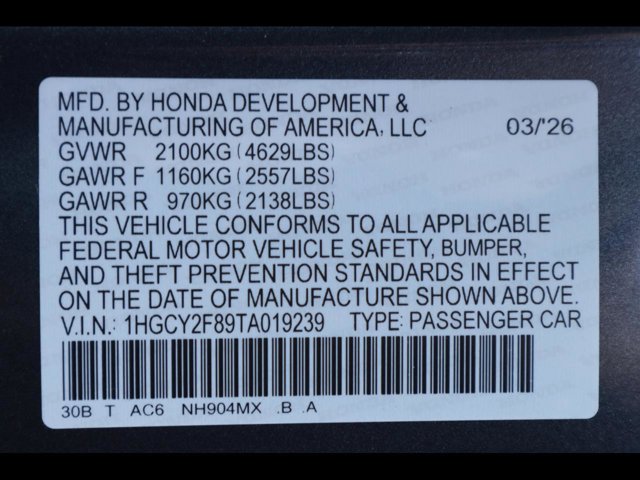 MFD. BY HONDA DEVELOPMENT &
MANUFACTURING OF AMERICA, LLC 03/'26
GVWR 2100KG (4629LBS)
GAWR F 1160KG (2557LBS)
GAWR R 970KG (2138LBS)
THIS VEHICLE CONFORMS TO ALL APPLICABLE
FEDERAL MOTOR VEHICLE SAFETY, BUMPER,
AND THEFT PREVENTION STANDARDS IN EFFECT
ON THE DATE OF MANUFACTURE SHOWN ABOVE.
V.I.N.: 1HGCY2F89TA019239 TYPE: PASSENGER CAR
30B T AC6 NH904MX .B .A